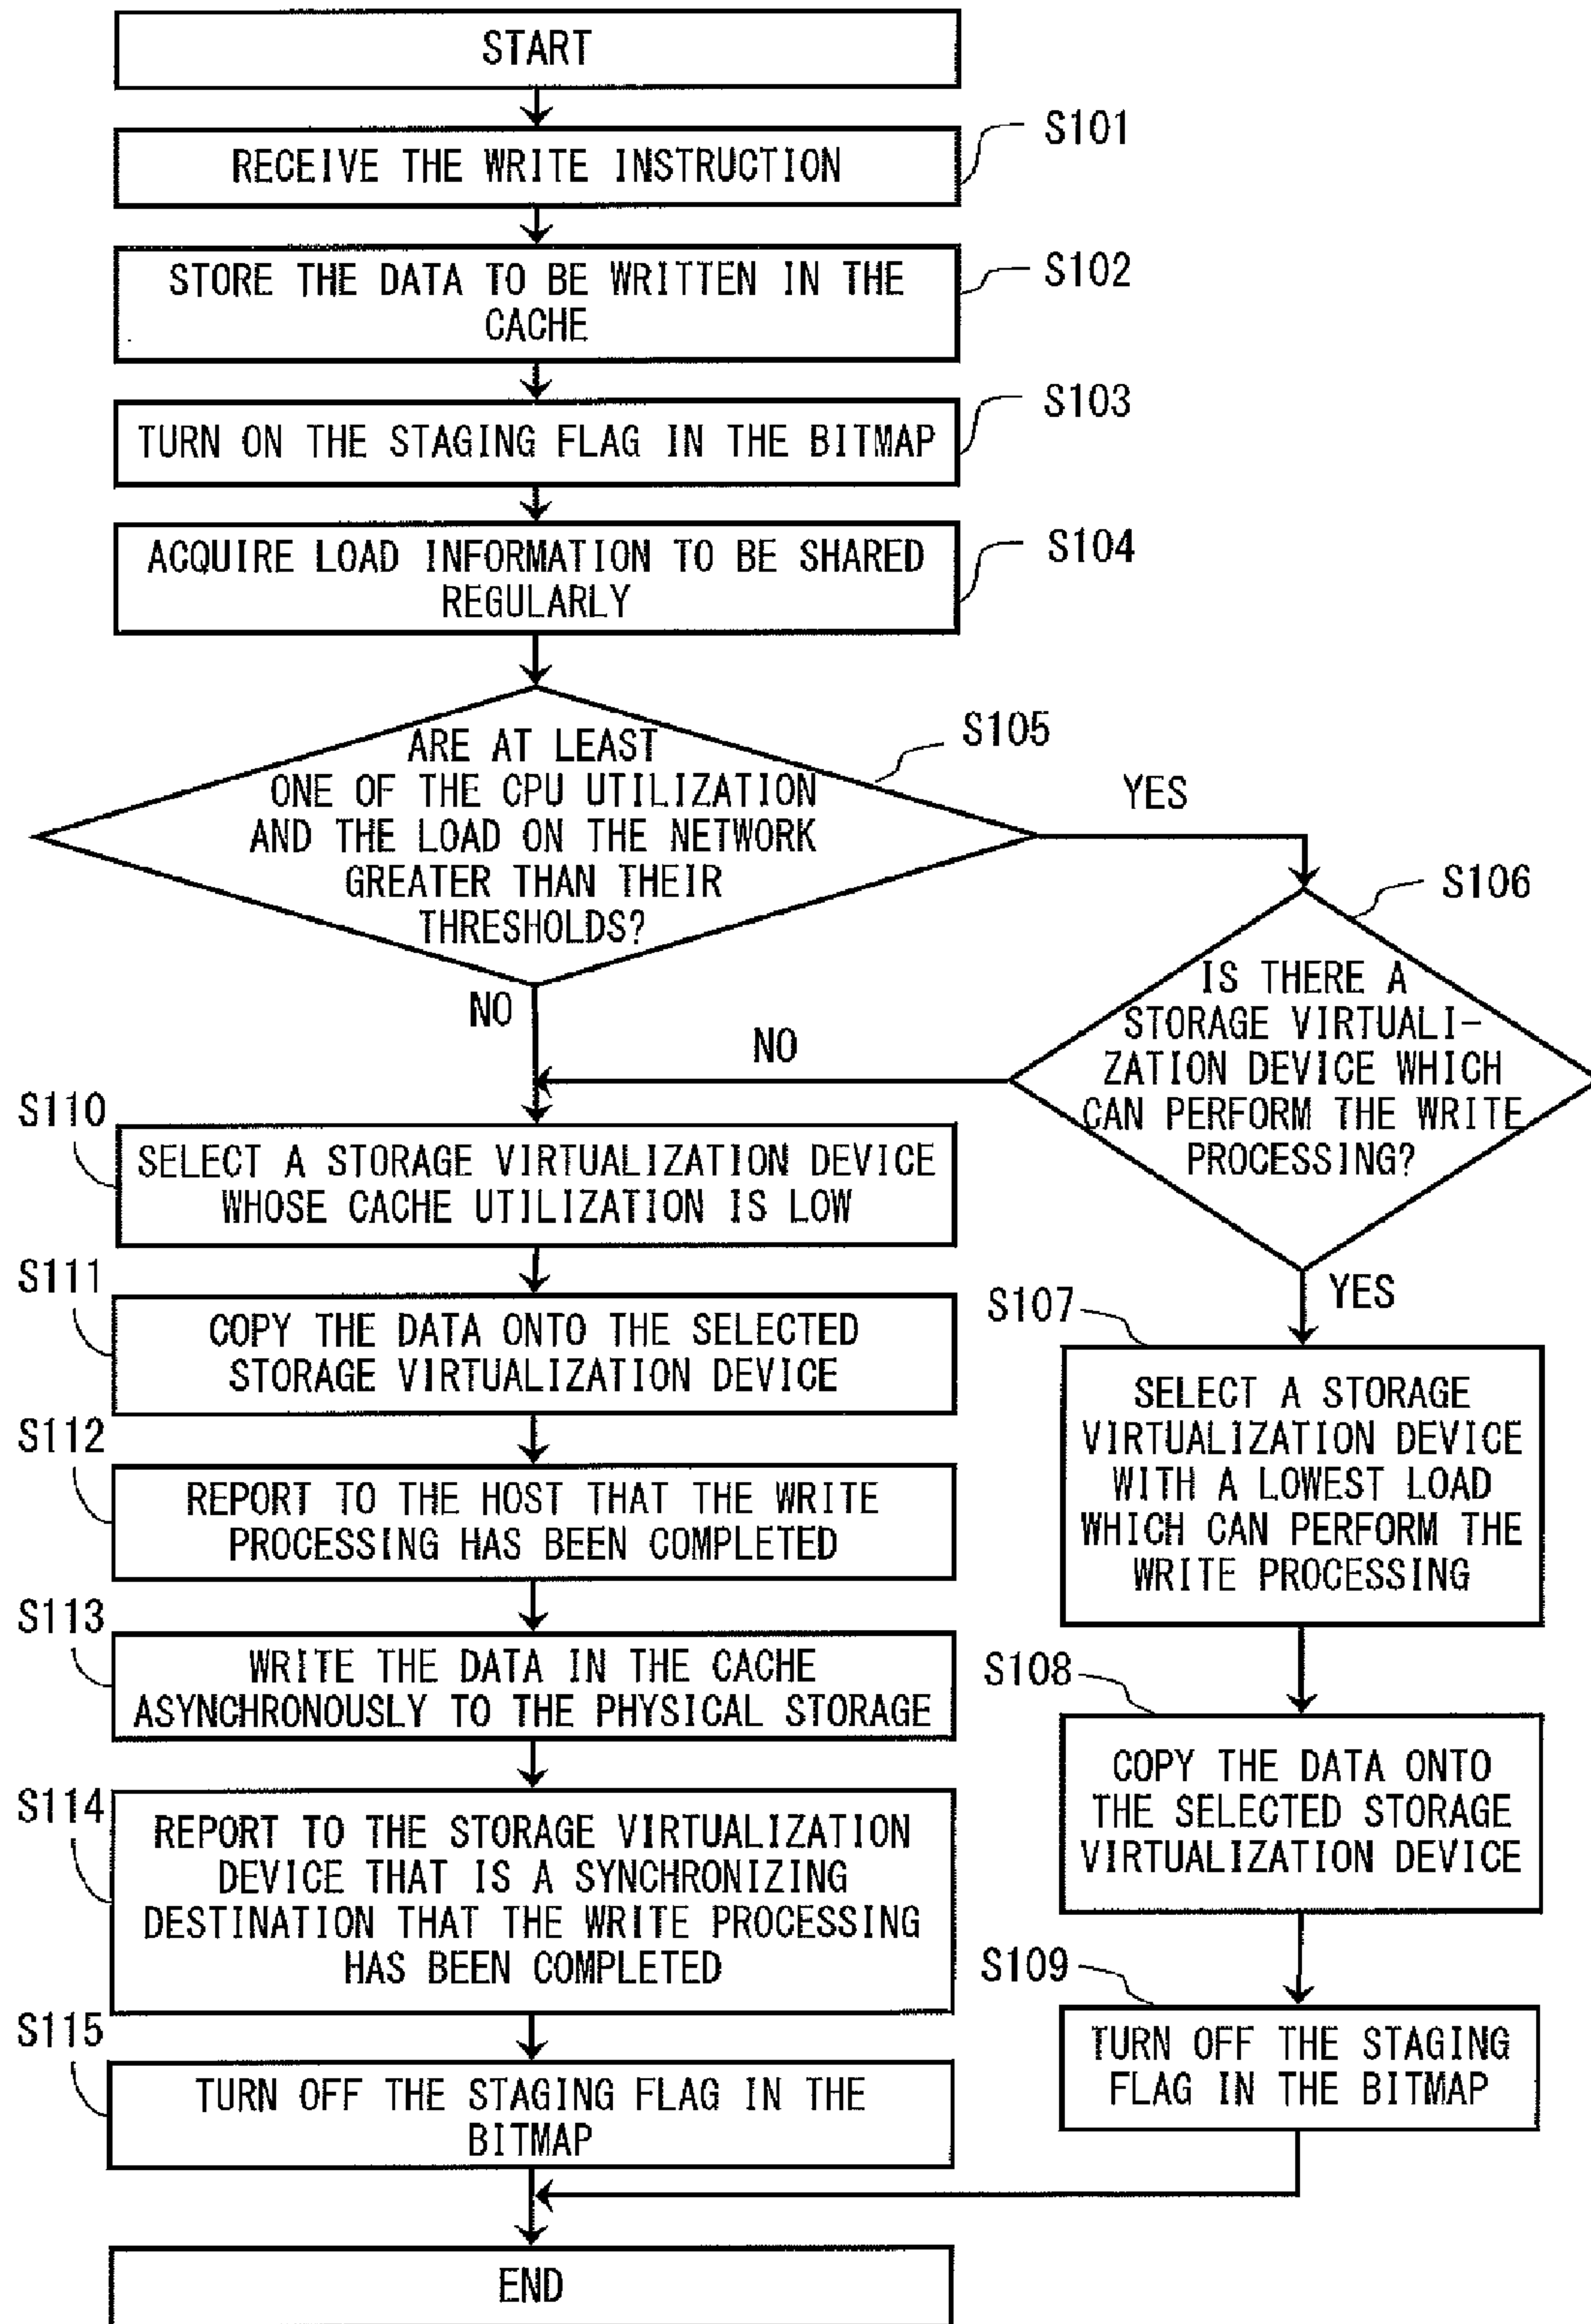 START
RECEIVE THE WRITE INSTRUCTION
S101
STORE THE DATA TO BE WRITTEN IN THE
CACHE
S102
TURN ON THE STAGING FLAG IN THE BITMAP
S103
ACQUIRE LOAD INFORMATION TO BE SHARED
REGULARLY
S104
ARE AT LEAST
ONE OF THE CPU UTILIZATION
AND THE LOAD ON THE NETWORK
GREATER THAN THEIR
THRESHOLDS?
S105
YES
NO
IS THERE A
STORAGE VIRTUALI-
ZATION DEVICE WHICH
CAN PERFORM THE WRITE
PROCESSING?
S106
NO
YES
S110
SELECT A STORAGE VIRTUALIZATION DEVICE
WHOSE CACHE UTILIZATION IS LOW
S111
COPY THE DATA ONTO THE SELECTED
STORAGE VIRTUALIZATION DEVICE
S112
REPORT TO THE HOST THAT THE WRITE
PROCESSING HAS BEEN COMPLETED
S113
WRITE THE DATA IN THE CACHE
ASYNCHRONOUSLY TO THE PHYSICAL STORAGE
S114
REPORT TO THE STORAGE VIRTUALIZATION
DEVICE THAT IS A SYNCHRONIZING
DESTINATION THAT THE WRITE PROCESSING
HAS BEEN COMPLETED
S115
TURN OFF THE STAGING FLAG IN THE
BITMAP
S107
SELECT A STORAGE
VIRTUALIZATION DEVICE
WITH A LOWEST LOAD
WHICH CAN PERFORM THE
WRITE PROCESSING
S108
COPY THE DATA ONTO
THE SELECTED STORAGE
VIRTUALIZATION DEVICE
S109
TURN OFF THE STAGING
FLAG IN THE BITMAP
END